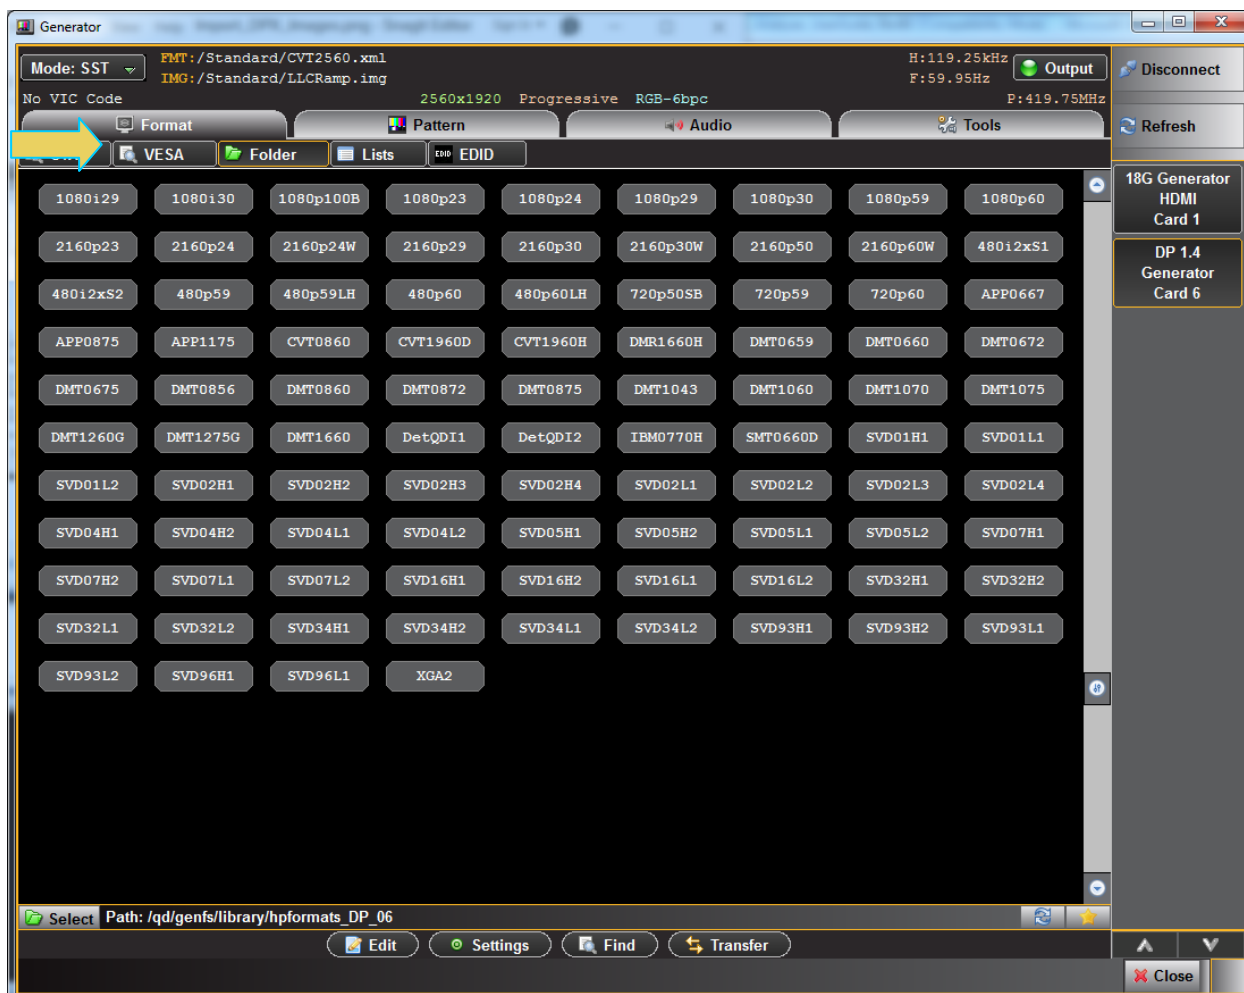 Generator
Mode: SST
FMT:/Standard/CVT2560.xml
IMG:/Standard/LLCRamp.img
H:119.25kHz
F:59.95Hz
Output
Disconnect
No VIC Code
2560x1920 Progressive RGB-6bpc
P:419.75MHz
Format
Pattern
Audio
Tools
Refresh
VESA
Folder
Lists
EDID EDID
18G Generator
HDMI
Card 1
DP 1.4
Generator
Card 6
1080i29 1080i30 1080p100B 1080p23 1080p24 1080p29 1080p30 1080p59 1080p60
2160p23 2160p24 2160p24W 2160p29 2160p30 2160p30W 2160p50 2160p60W 480i2xS1
480i2xS2 480p59 480p59LH 480p60 480p60LH 720p50SB 720p59 720p60 APP0667
APP0875 APP1175 CVT0860 CVT1960D CVT1960H DMR1660H DMT0659 DMT0660 DMT0672
DMT0675 DMT0856 DMT0860 DMT0872 DMT0875 DMT1043 DMT1060 DMT1070 DMT1075
DMT1260G DMT1275G DMT1660 DetQDI1 DetQDI2 IBM0770H SMT0660D SVD01H1 SVD01L1
SVD01L2 SVD02H1 SVD02H2 SVD02H3 SVD02H4 SVD02L1 SVD02L2 SVD02L3 SVD02L4
SVD04H1 SVD04H2 SVD04L1 SVD04L2 SVD05H1 SVD05H2 SVD05L1 SVD05L2 SVD07H1
SVD07H2 SVD07L1 SVD07L2 SVD16H1 SVD16H2 SVD16L1 SVD16L2 SVD32H1 SVD32H2
SVD32L1 SVD32L2 SVD34H1 SVD34H2 SVD34L1 SVD34L2 SVD93H1 SVD93H2 SVD93L1
SVD93L2 SVD96H1 SVD96L1 XGA2
Select Path: /qd/genfs/library/hpformats_DP_06
Edit Settings Find Transfer
Close